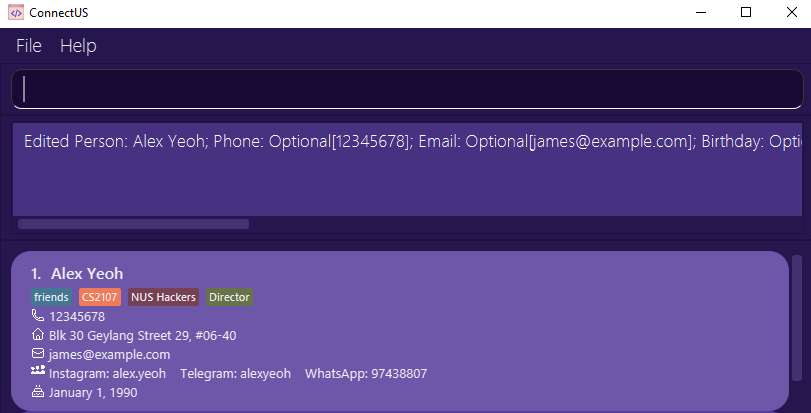 ConnectUS
File Help
Edited Person: Alex Yeoh; Phone: Optional[12345678]; Email: Optional[james@example.com]; Birthday: Opti
1. Alex Yeoh
friends CS2107 NUS Hackers Director
12345678
Blk 30 Geylang Street 29, #06-40
james@example.com
Instagram: alex.yeoh Telegram: alexyeoh WhatsApp: 97438807
January 1, 1990